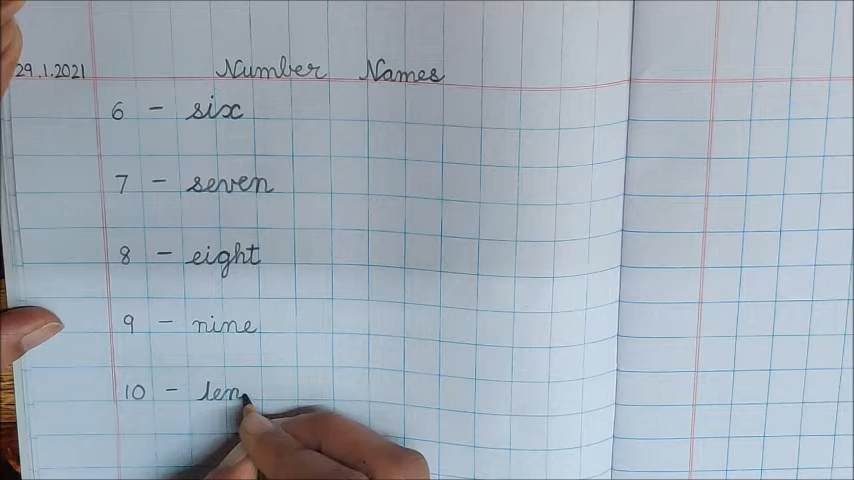 29.1.2021 Number Names
6 - six
7 - seven
8 - eight
9 - nine
10 - ten